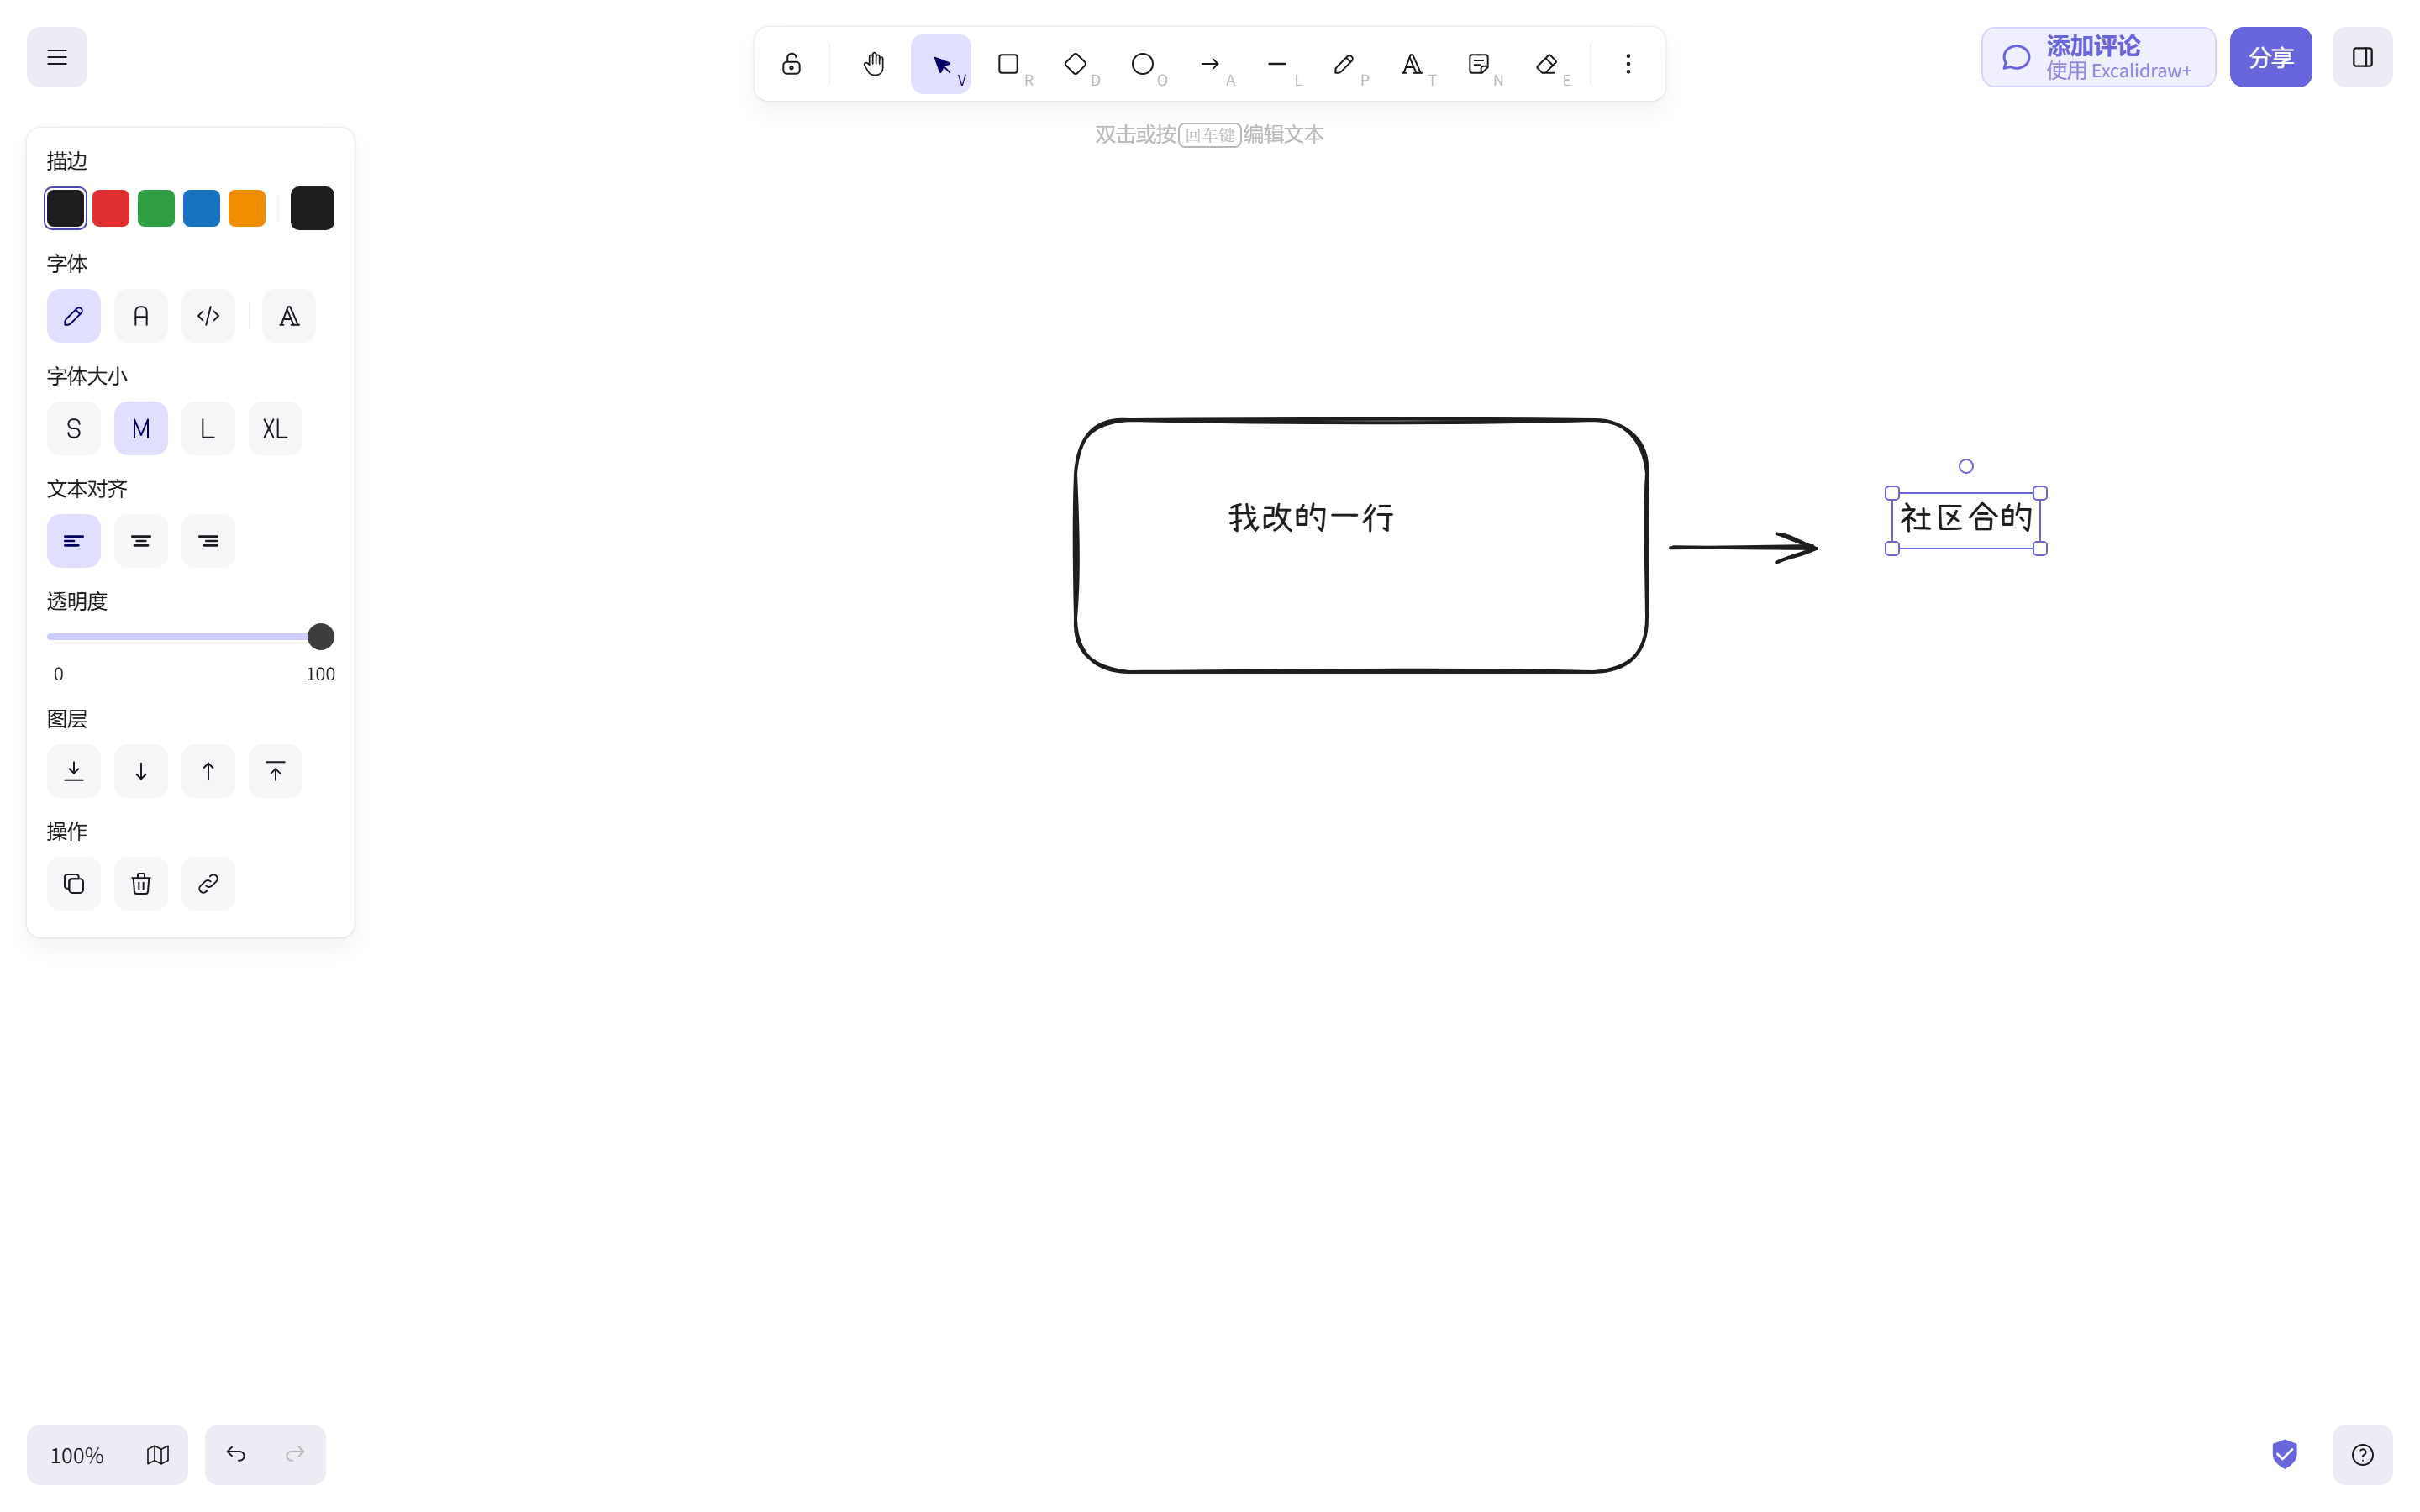 添加评论
使用 Excalidraw+
分享
V
R
D
O
A
L
P
T
N
E
双击或按 回车键 编辑文本
描边
字体
字体大小
S M L XL
文本对齐
透明度
0 100
图层
操作
我改的一行
社区合的
100%